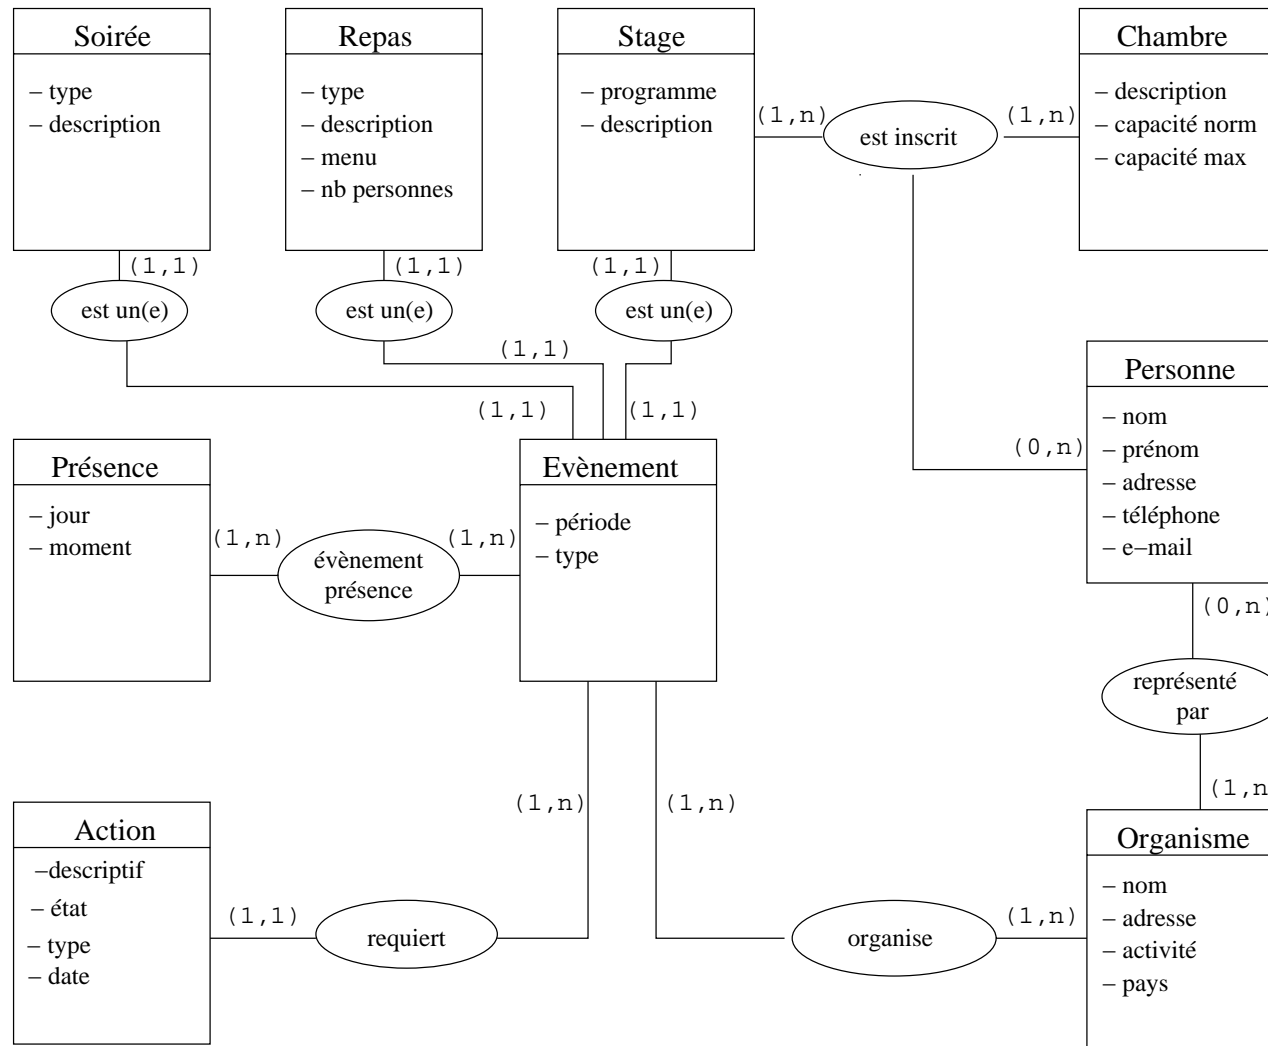 Soirée
– type
– description
Repas
– type
– description
– menu
– nb personnes
Stage
– programme
– description
Chambre
– description
– capacité norm
– capacité max
(1,n)
est inscrit
(1,n)
(1,1)
(1,1)
(1,1)
est un(e)
est un(e)
est un(e)
(1,1)
(1,1)
(1,1)
(0,n)
Personne
– nom
– prénom
– adresse
– téléphone
– e–mail
Présence
– jour
– moment
(1,n)
évènement
présence
(1,n)
Evènement
– période
– type
(0,n)
représenté
par
(1,n
(1,n)
(1,n)
Action
–descriptif
– état
– type
– date
(1,1)
requiert
organise
(1,n)
Organisme
– nom
– adresse
– activité
– pays